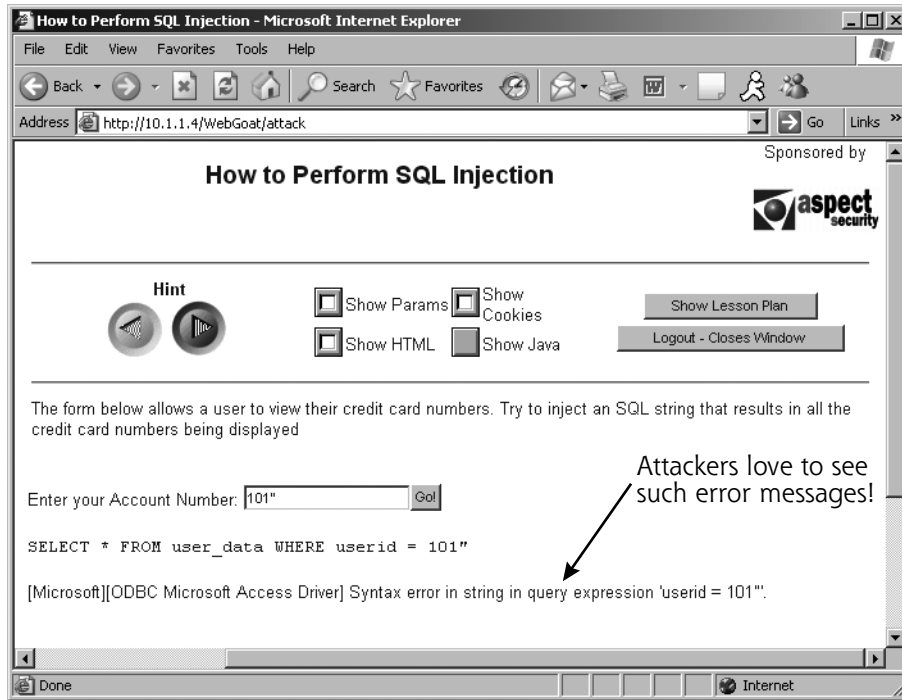 How to Perform SQL Injection - Microsoft Internet Explorer
File Edit View Favorites Tools Help
Back Search Favorites
Address http://10.1.1.4/WebGoat/attack Go Links »
Sponsored by
How to Perform SQL Injection
aspect
security
Hint
Show Params
Show
Cookies
Show Lesson Plan
Show HTML
Show Java
Logout - Closes Window
The form below allows a user to view their credit card numbers. Try to inject an SQL string that results in all the
credit card numbers being displayed
Attackers love to see
such error messages!
Enter your Account Number: 101" Go!
SELECT * FROM user_data WHERE userid = 101"
[Microsoft][ODBC Microsoft Access Driver] Syntax error in string in query expression 'userid = 101"'.
Done Internet